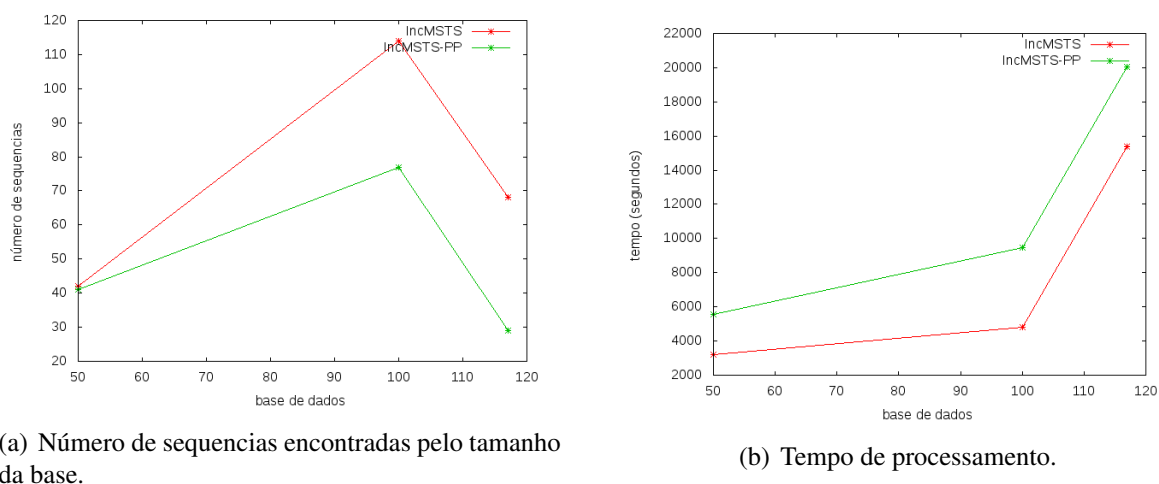 120
110
100
90
80
70
60
50
40
30
20
número de sequencias
IncMSTS
IncMSTS-PP
50 60 70 80 90 100 110 120
base de dados
(a) Número de sequencias encontradas pelo tamanho
da base.
22000
20000
18000
16000
14000
12000
10000
8000
6000
4000
2000
tempo (segundos)
IncMSTS
IncMSTS-PP
50 60 70 80 90 100 110 120
base de dados
(b) Tempo de processamento.